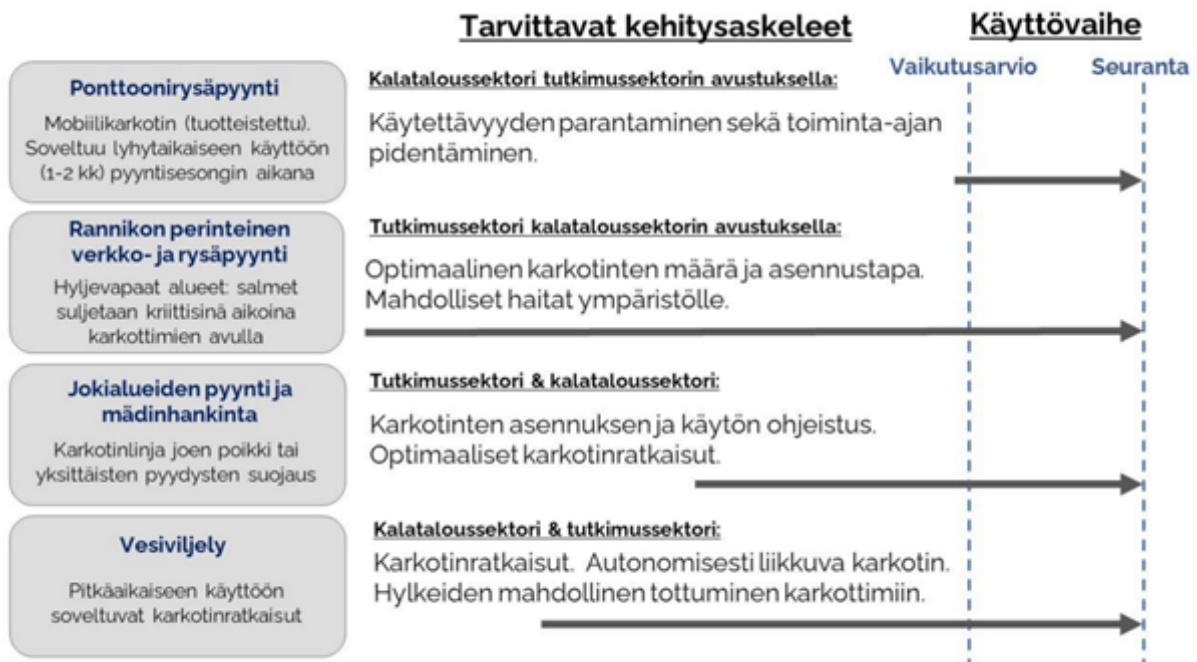 Tarvittavat kehitysaskeleet
Käyttövaihe
Vaikutusarvio
Seuranta
Ponttoonirysäpyynti
Mobiilikarkotin (tuotteistettu).
Soveltuu lyhytaikaiseen käyttöön
(1-2 kk) pyyntisesongin aikana
Kalataloussektori tutkimussektorin avustuksella:
Käytettävyyden parantaminen sekä toiminta-ajan
pidentäminen.
Rannikon perinteinen
verkko- ja rysäpyynti
Hyljevapaat alueet: salmet
suljetaan kriittisinä aikoina
karkottimien avulla
Tutkimussektori kalataloussektorin avustuksella:
Optimaalinen karkotinten määrä ja asennustapa.
Mahdolliset haitat ympäristölle.
Jokialueiden pyynti ja
mädinhankinta
Karkotinlinja joen poikki tai
yksittäisten pyydysten suojaus
Tutkimussektori & kalataloussektori:
Karkotinten asennuksen ja käytön ohjeistus.
Optimaaliset karkotinratkaisut.
Vesiviljely
Pitkäaikaiseen käyttöön
soveltuvat karkotinratkaisut
Kalataloussektori & tutkimussektori:
Karkotinratkaisut. Autonomisesti liikkuva karkotin.
Hylkeiden mahdollinen tottuminen karkottimiin.